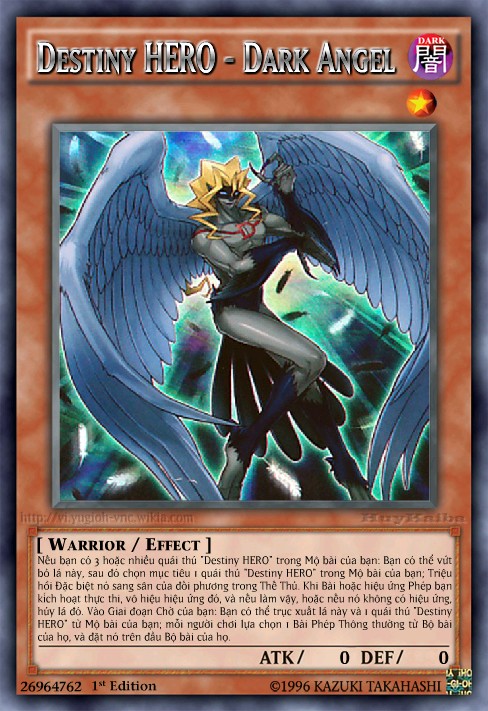 DESTINY HERO - DARK ANGEL
DARK
闇
http://vi.yugioh-vnc.wikia.com
HuyKaiba
[ WARRIOR / EFFECT ]
Nếu bạn có 3 hoặc nhiều quái thú "Destiny HERO" trong Mộ bài của bạn: Bạn có thể vứt
bỏ lá này, sau đó chọn mục tiêu 1 quái thú "Destiny HERO" trong Mộ bài của bạn; Triệu
hồi Đặc biệt nó sang sân của đối phương trong Thế Thủ. Khi Bài hoặc hiệu ứng Phép bạn
kích hoạt thực thi, vô hiệu hiệu ứng đó, và nếu làm vậy, hoặc nếu nó không có hiệu ứng,
hủy lá đó. Vào Giai đoạn Chờ của bạn: Bạn có thể trục xuất lá này và 1 quái thú "Destiny
HERO" từ Mộ bài của bạn; mỗi người chơi lựa chọn 1 Bài Phép Thông thường từ Bộ bài
của họ, và đặt nó trên đầu Bộ bài của họ.
ATK/ 0 DEF/ 0
26964762 1st Edition ©1996 KAZUKI TAKAHASHI